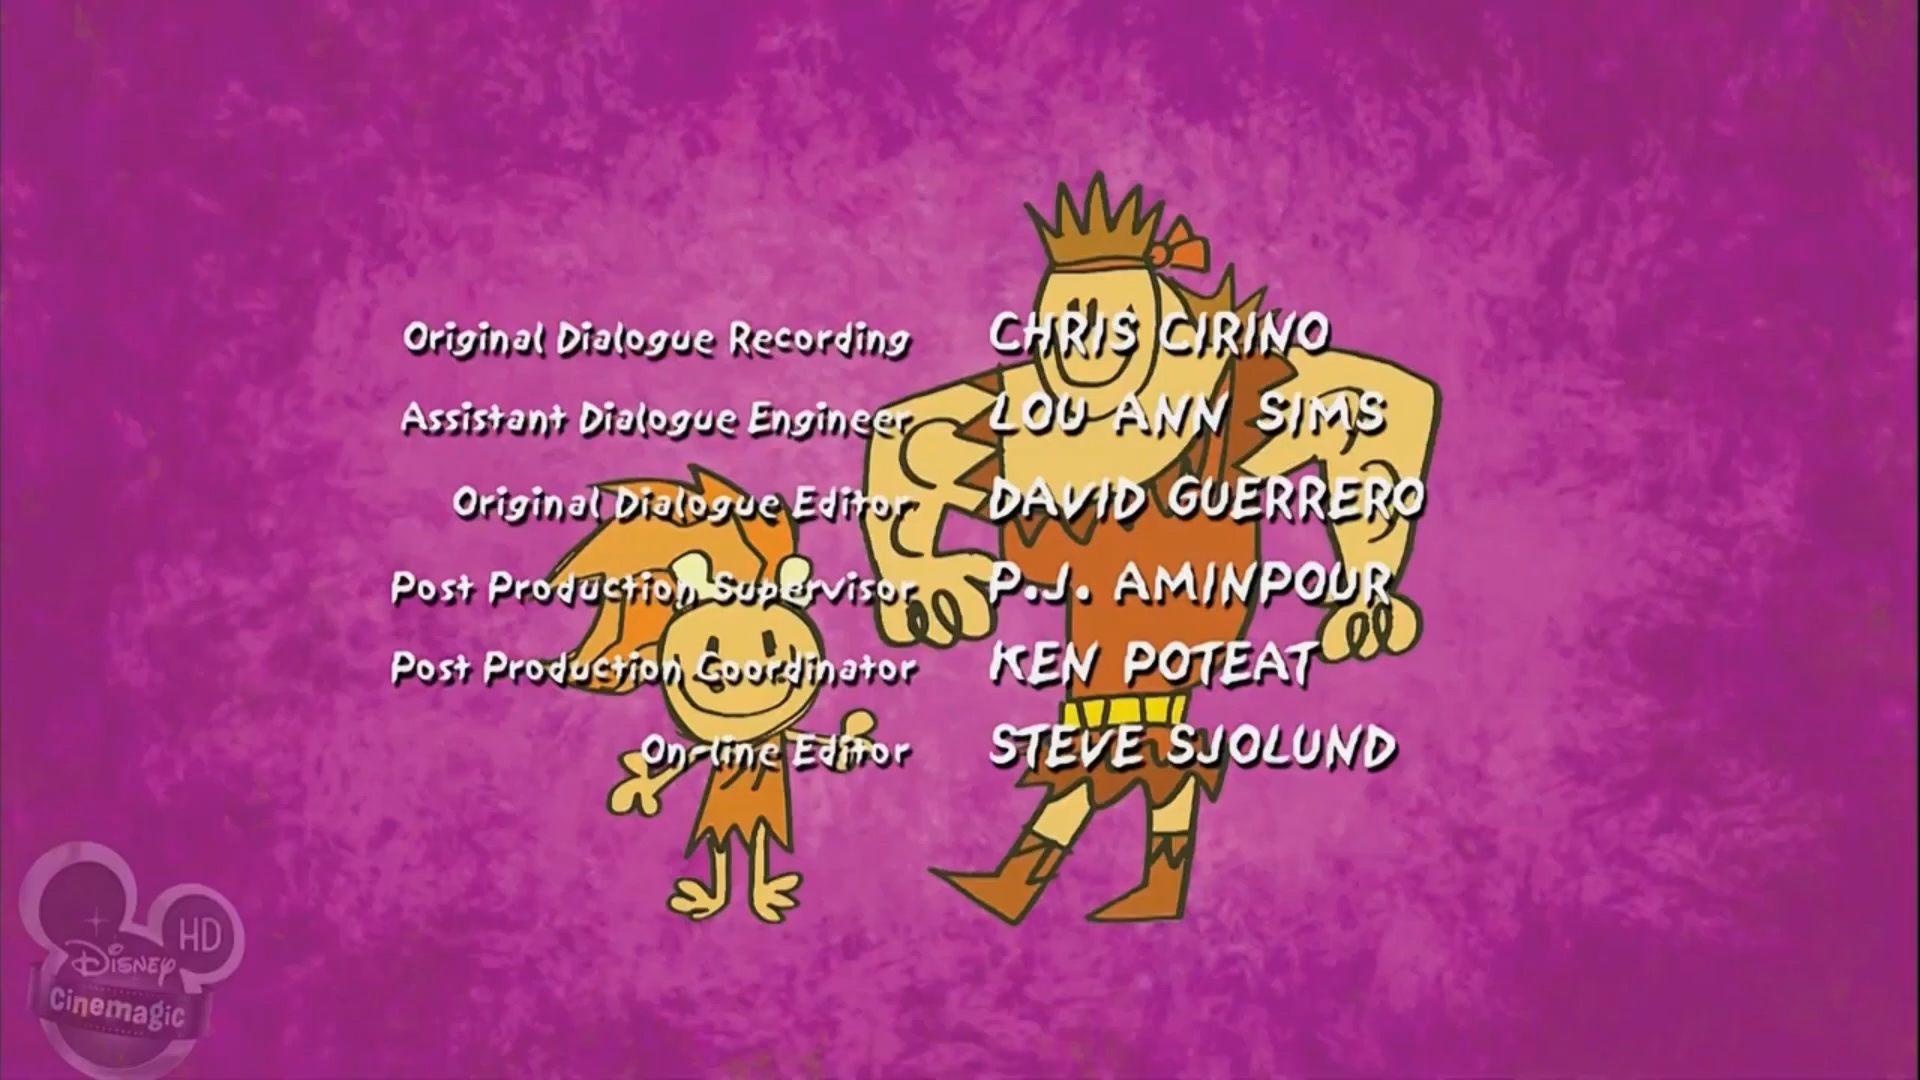 Original Dialogue Recording CHRIS CIRINO
Assistant Dialogue Engineer LOU ANN SIMS
Original Dialogue Editor DAVID GUERRERO
Post Production Supervisor P.J. AMINPOUR
Post Production Coordinator KEN POTEAT
On-line Editor STEVE SJOLUND
HD
DISNEY
Cinemagic